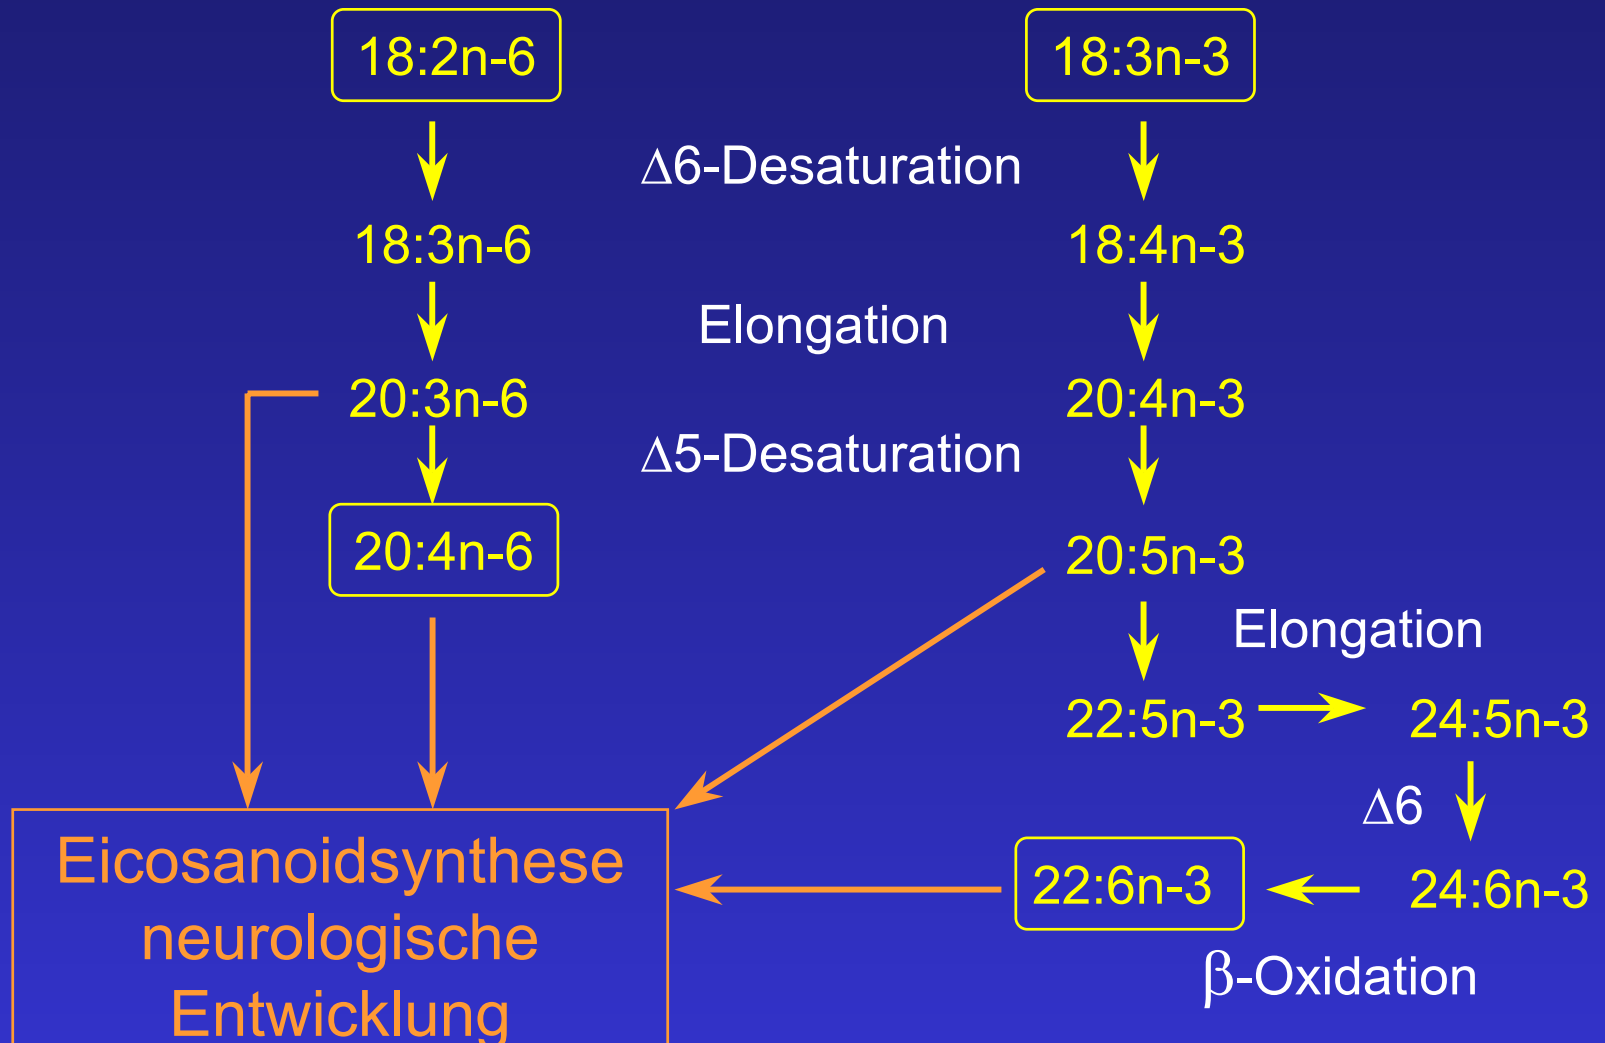 18:2n-6
18:3n-3
Δ6-Desaturation
18:3n-6
18:4n-3
Elongation
20:3n-6
20:4n-3
Δ5-Desaturation
20:4n-6
20:5n-3
Elongation
22:5n-3
24:5n-3
Δ6
Eicosanoidsynthese
neurologische
Entwicklung
22:6n-3
24:6n-3
β-Oxidation